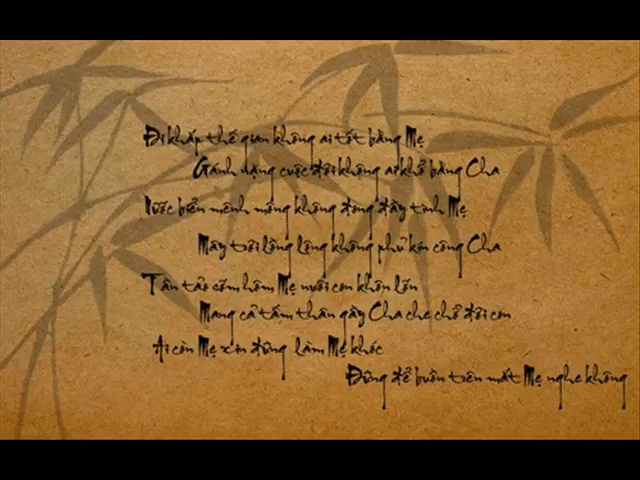 Đi khắp thế gian không ai tốt bằng Mẹ
Gánh nặng cuộc đời không ai khổ bằng Cha
Nước biển mênh mông không đong đầy tình Mẹ
Mây trời lồng lộng không phủ kín công Cha
Tần tảo sớm hôm Mẹ nuôi con khôn lớn
Mang cả tấm thân gầy Cha che chở đời con
Ai còn Mẹ xin đừng làm Mẹ khóc
Đừng để buồn trên mắt Mẹ nghe không